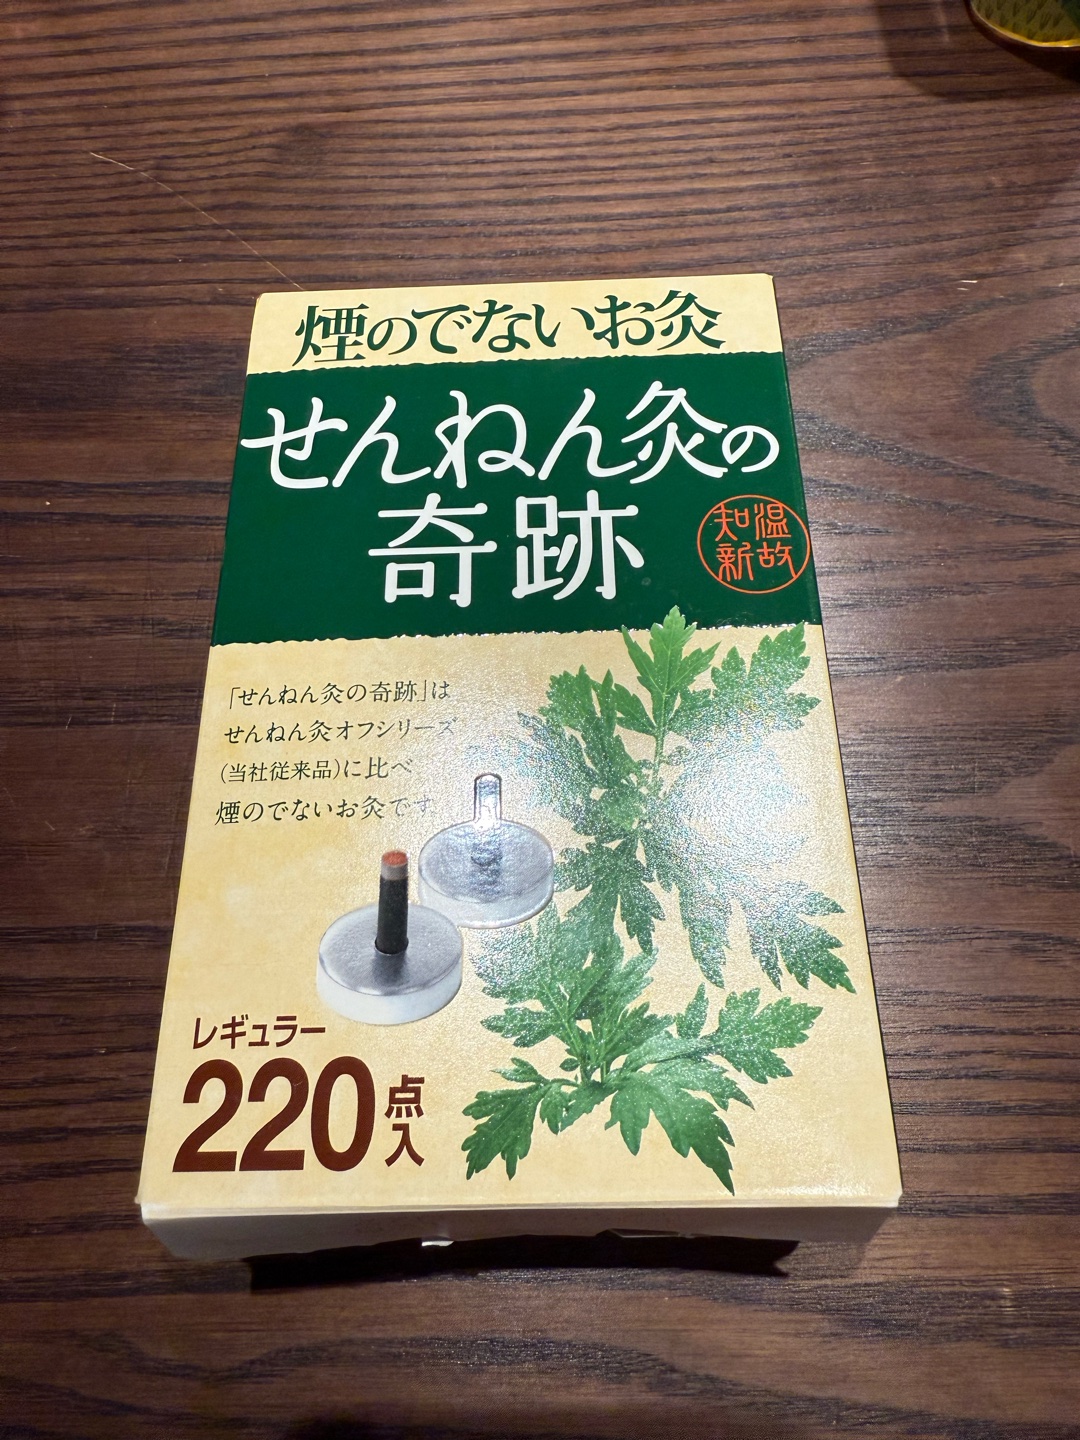 煙のでないお灸
せんねん灸の
奇跡
温故
知新
「せんねん灸の奇跡」は
せんねん灸オフシリーズ
(当社従来品)に比べ
煙のでないお灸です。
レギュラー
220点入